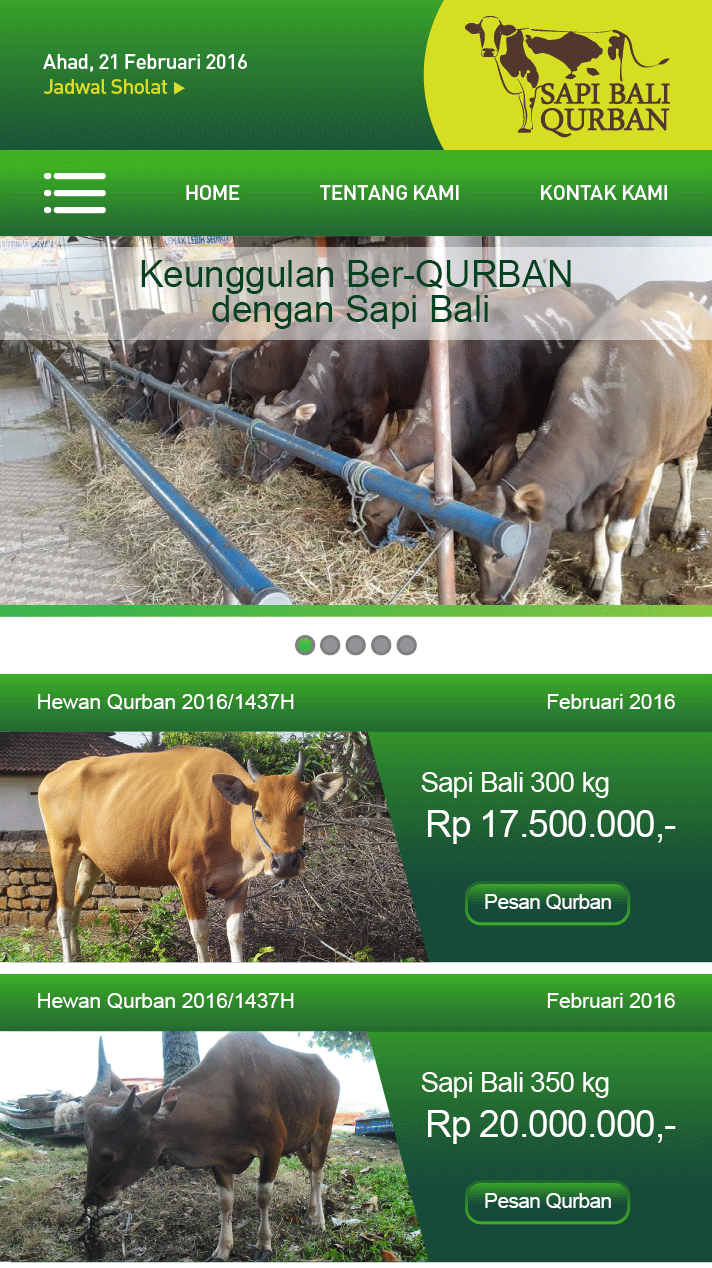 Ahad, 21 Februari 2016
Jadwal Sholat
SAPI BALI
QURBAN
HOME
TENTANG KAMI
KONTAK KAMI
Keunggulan Ber-QURBAN
dengan Sapi Bali
Hewan Qurban 2016/1437H
Februari 2016
Sapi Bali 300 kg
Rp 17.500.000,-
Pesan Qurban
Hewan Qurban 2016/1437H
Februari 2016
Sapi Bali 350 kg
Rp 20.000.000,-
Pesan Qurban